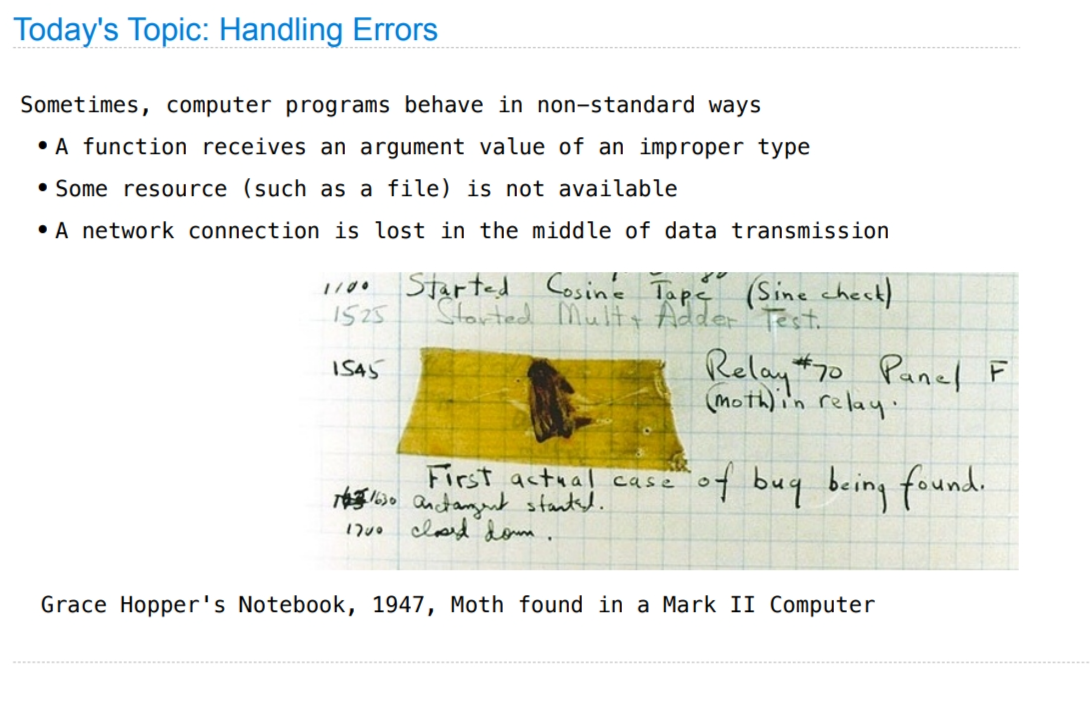 Today's Topic: Handling Errors
Sometimes, computer programs behave in non-standard ways
• A function receives an argument value of an improper type
• Some resource (such as a file) is not available
• A network connection is lost in the middle of data transmission
1100 Started Cosine Tape (Sine check)
1525 Started Mult+ Adder Test.
1545 Relay #70 Panel F
(moth) in relay.
First actual case of bug being found.
1630 arctangent started.
1700 closed down.
Grace Hopper's Notebook, 1947, Moth found in a Mark II Computer